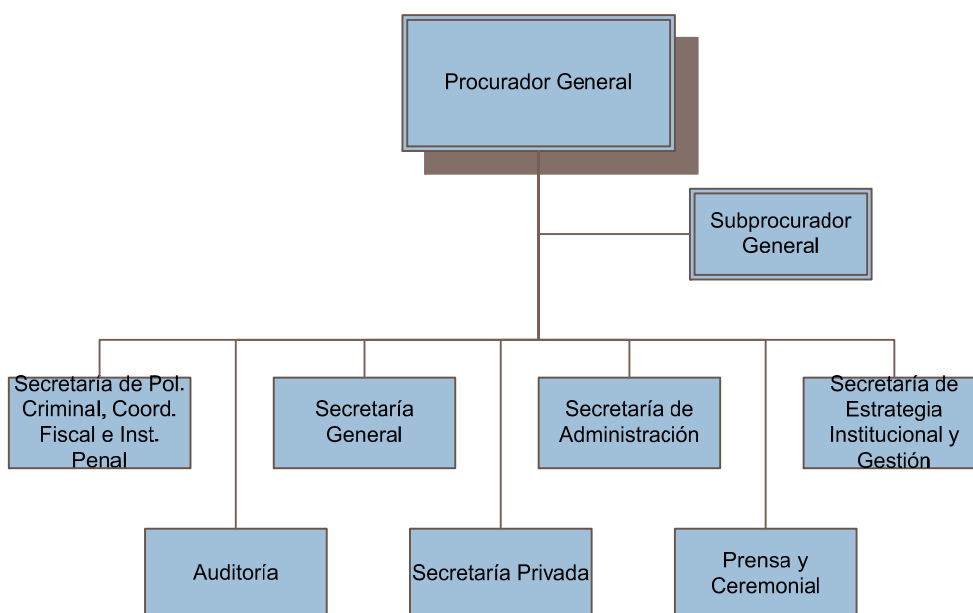 Procurador General
Subprocurador
General
Secretaría de Pol.
Criminal, Coord.
Fiscal e Inst.
Penal
Secretaría
General
Secretaría de
Administración
Secretaría de
Estrategia
Institucional y
Gestión
Auditoría
Secretaría Privada
Prensa y
Ceremonial